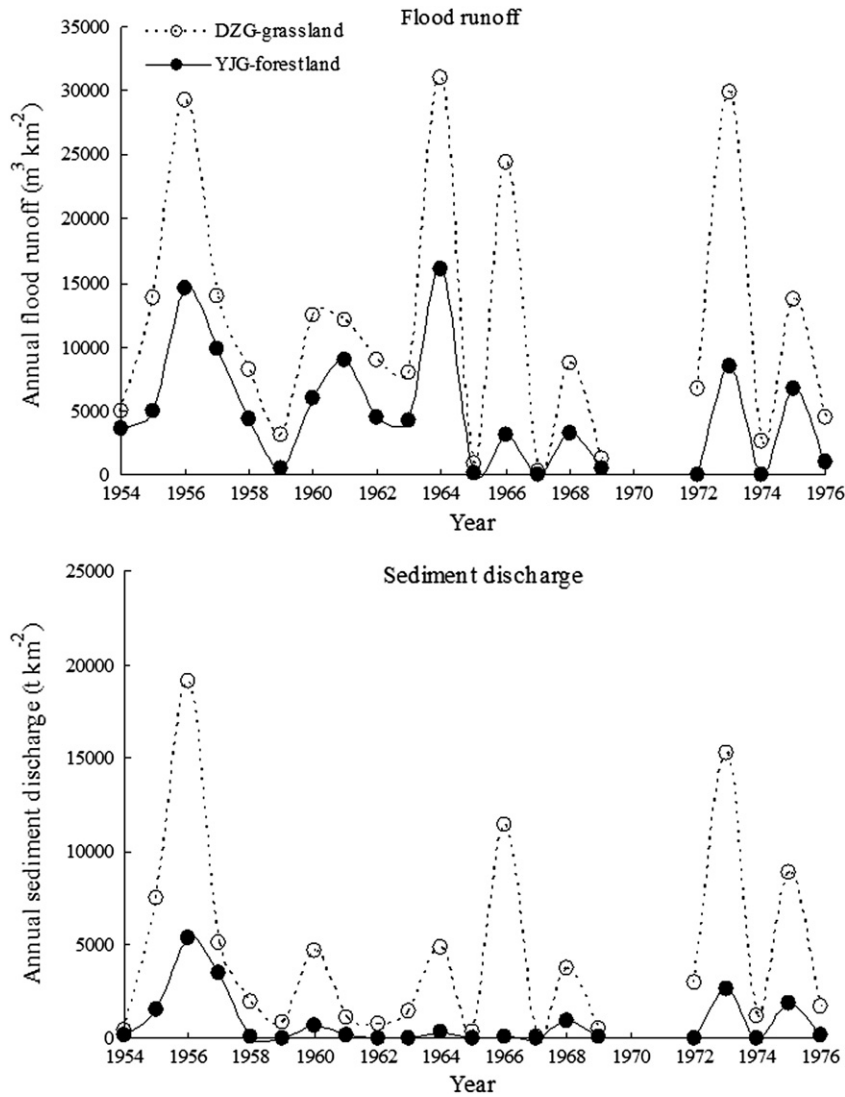 Flood runoff
DZG-grassland
YJG-forestland
Annual flood runoff (m³ km⁻²)
35000
30000
25000
20000
15000
10000
5000
0
1954 1956 1958 1960 1962 1964 1966 1968 1970 1972 1974 1976
Year
Sediment discharge
Annual sediment discharge (t km⁻²)
25000
20000
15000
10000
5000
0
1954 1956 1958 1960 1962 1964 1966 1968 1970 1972 1974 1976
Year